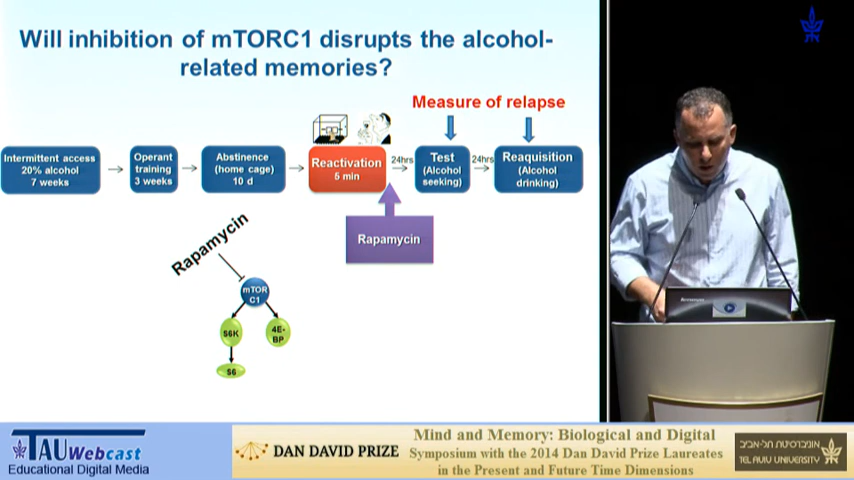 Will inhibition of mTORC1 disrupts the alcohol-
related memories?
Measure of relapse
Intermittent access
20% alcohol
7 weeks
Operant
training
3 weeks
Abstinence
(home cage)
10 d
Reactivation
5 min
24hrs
Test
(Alcohol
seeking)
24hrs
Reaquisition
(Alcohol
drinking)
Rapamycin
Rapamycin
mTOR
C1
S6K
4E-
BP
S6
TAU Webcast
Educational Digital Media
DAN DAVID PRIZE
Mind and Memory: Biological and Digital
Symposium with the 2014 Dan David Prize Laureates
in the Present and Future Time Dimensions
אוניברסיטת תל-אביב
TEL AVIV UNIVERSITY